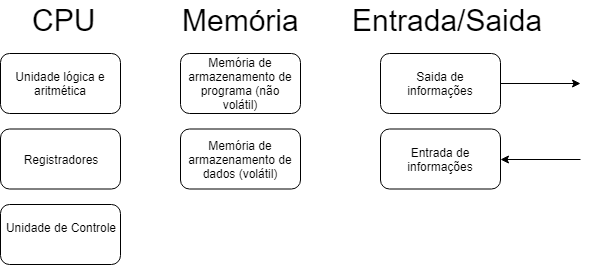 CPU
Memória
Entrada/Saida
Unidade lógica e
aritmética
Memória de
armazenamento de
programa (não
volátil)
Saida de
informações
Registradores
Memória de
armazenamento de
dados (volátil)
Entrada de
informações
Unidade de Controle